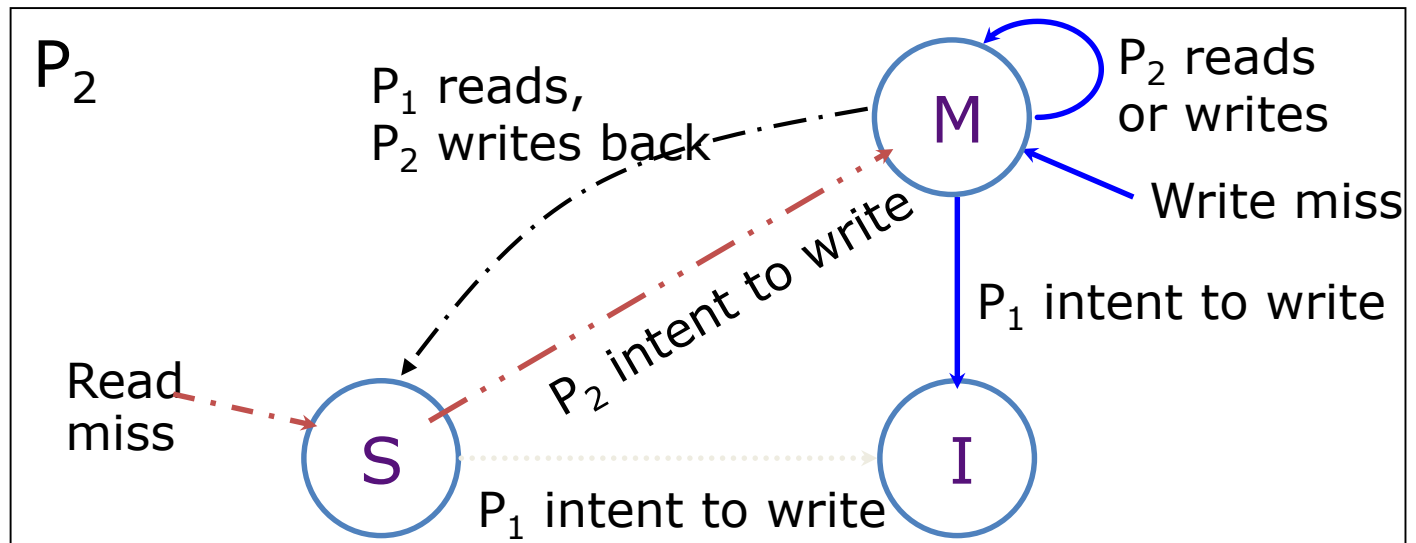 P₂
P₁ reads,
P₂ writes back
M
P₂ reads
or writes
Write miss
P₂ intent to write
P₁ intent to write
Read
miss
S
I
P₁ intent to write